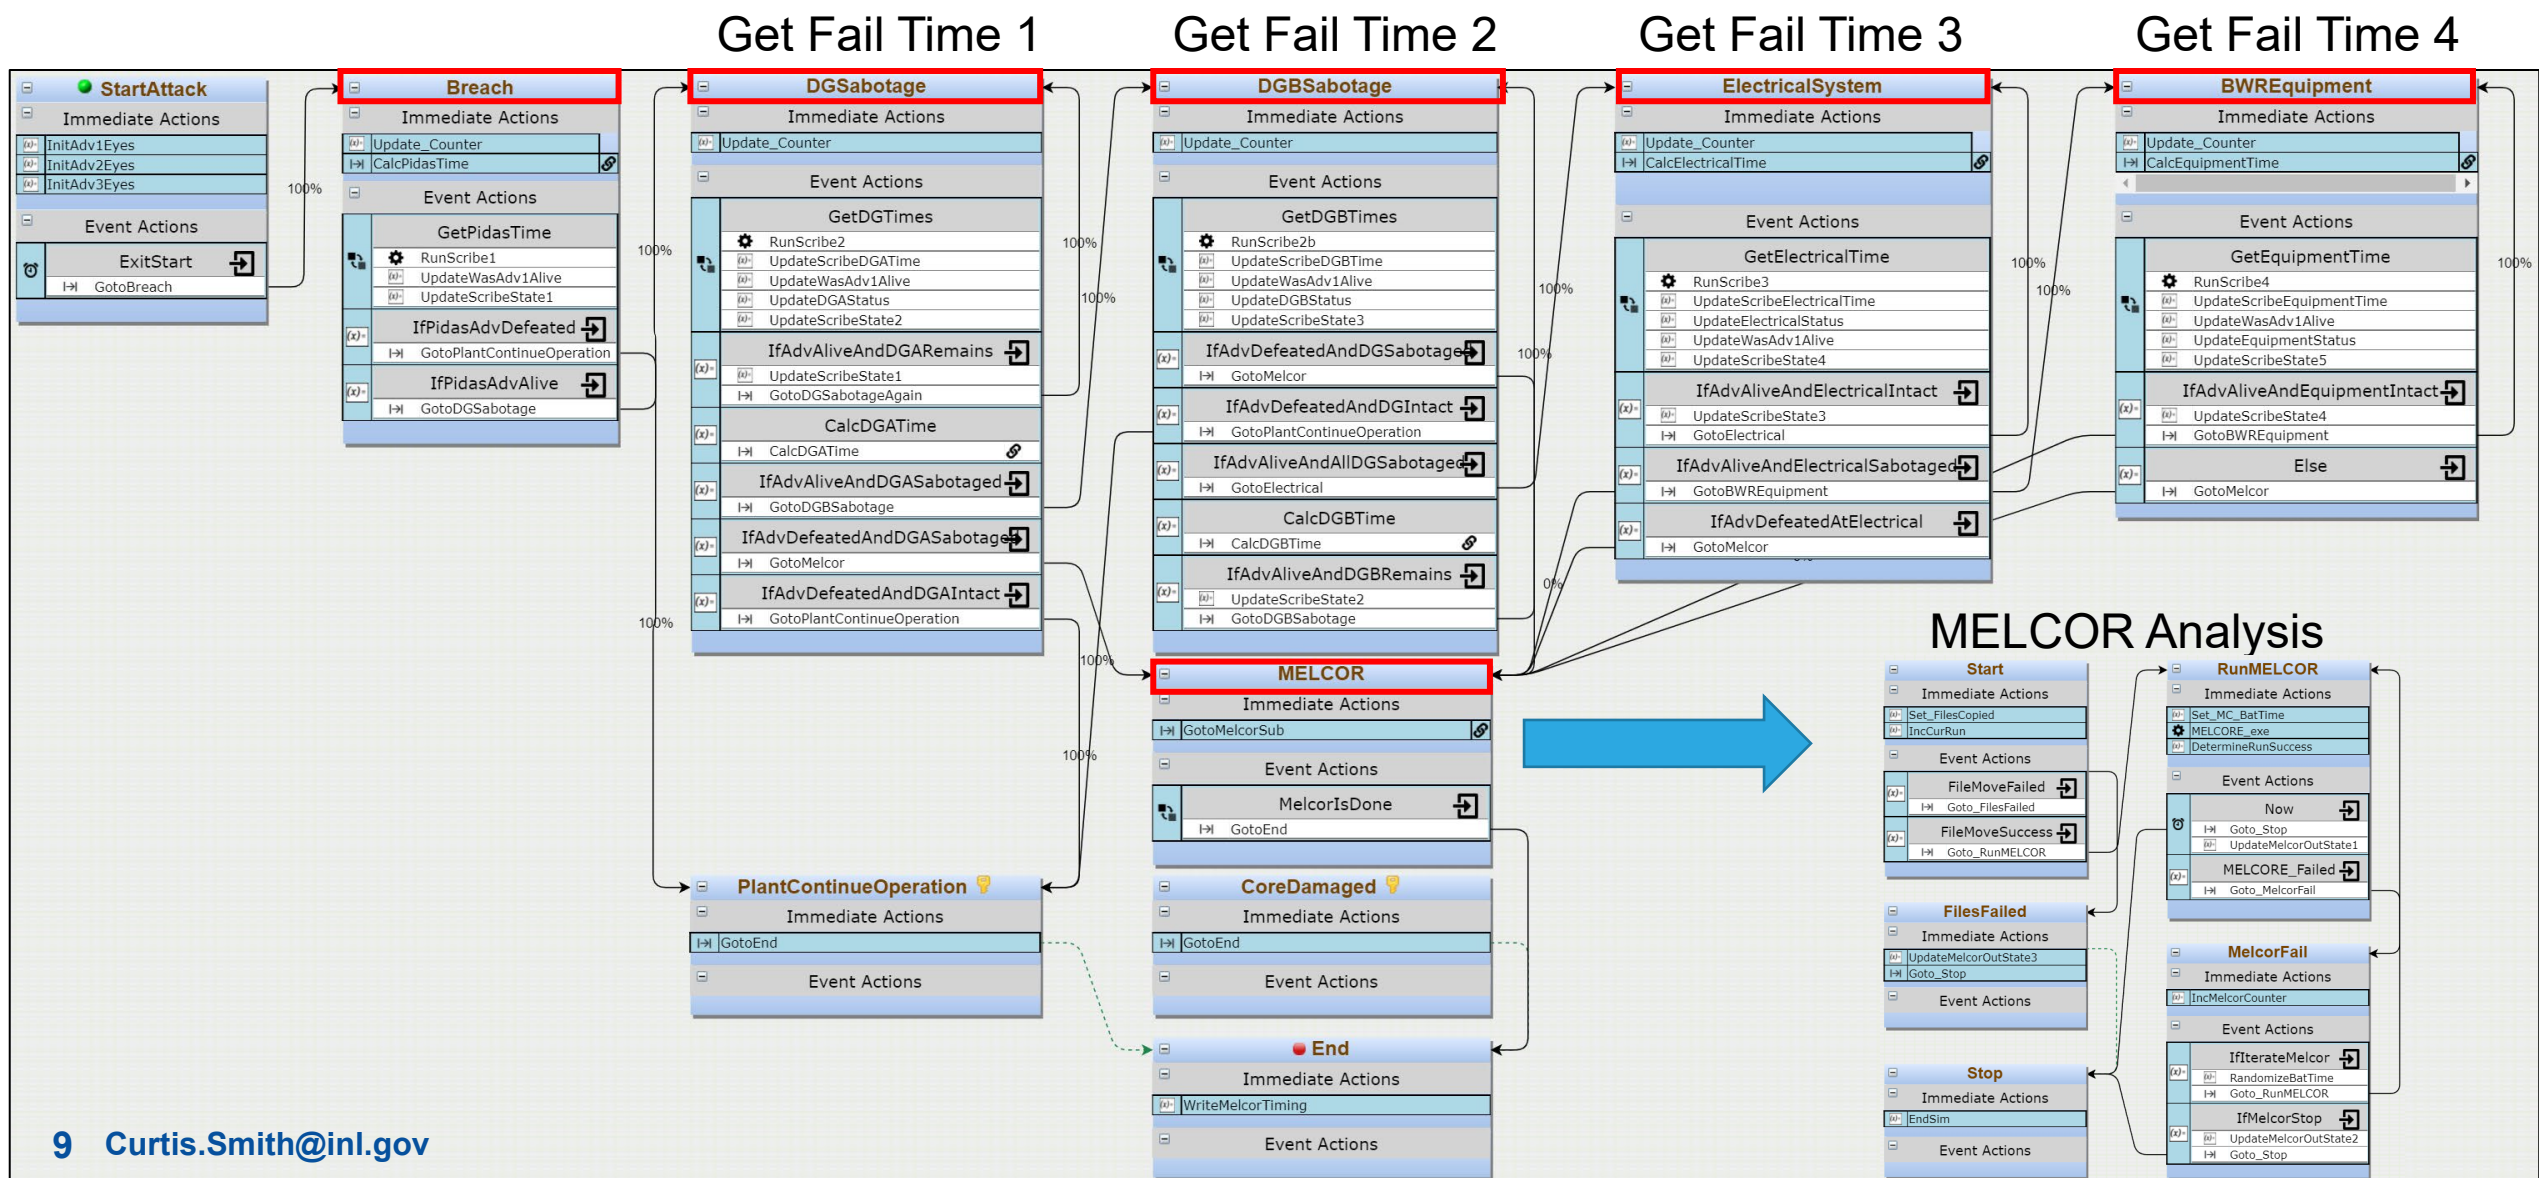 Get Fail Time 1
Get Fail Time 2
Get Fail Time 3
Get Fail Time 4
StartAttack
Immediate Actions
InitAdv1Eyes
InitAdv2Eyes
InitAdv3Eyes
Event Actions
ExitStart
GotoBreach
100%
Breach
Immediate Actions
Update_Counter
CalcPidasTime
Event Actions
GetPidasTime
RunScribe1
UpdateWasAdv1Alive
UpdateScribeState1
IfPidasAdvDefeated
GotoPlantContinueOperation
IfPidasAdvAlive
GotoDGSabotage
100%
100%
DGSabotage
Immediate Actions
Update_Counter
Event Actions
GetDGTimes
RunScribe2
UpdateScribeDGATime
UpdateWasAdv1Alive
UpdateDGAStatus
UpdateScribeState2
IfAdvAliveAndDGARemains
UpdateScribeState1
GotoDGSabotageAgain
CalcDGATime
CalcDGATime
IfAdvAliveAndDGASabotaged
GotoDGBSabotage
IfAdvDefeatedAndDGASabotaged
GotoMelcor
IfAdvDefeatedAndDGAIntact
GotoPlantContinueOperation
100%
100%
100%
100%
DGBSabotage
Immediate Actions
Update_Counter
Event Actions
GetDGBTimes
RunScribe2b
UpdateScribeDGBTime
UpdateWasAdv1Alive
UpdateDGBStatus
UpdateScribeState3
IfAdvDefeatedAndDGSabotaged
GotoMelcor
IfAdvDefeatedAndDGIntact
GotoPlantContinueOperation
IfAdvAliveAndAllDGSabotaged
GotoElectrical
CalcDGBTime
CalcDGBTime
IfAdvAliveAndDGBRemains
UpdateScribeState2
GotoDGBSabotage
100%
100%
0%
ElectricalSystem
Immediate Actions
Update_Counter
CalcElectricalTime
Event Actions
GetElectricalTime
RunScribe3
UpdateScribeElectricalTime
UpdateElectricalStatus
UpdateWasAdv1Alive
UpdateScribeState4
IfAdvAliveAndElectricalIntact
UpdateScribeState3
GotoElectrical
IfAdvAliveAndElectricalSabotaged
GotoBWREquipment
IfAdvDefeatedAtElectrical
GotoMelcor
100%
100%
BWREquipment
Immediate Actions
Update_Counter
CalcEquipmentTime
Event Actions
GetEquipmentTime
RunScribe4
UpdateScribeEquipmentTime
UpdateWasAdv1Alive
UpdateEquipmentStatus
UpdateScribeState5
IfAdvAliveAndEquipmentIntact
UpdateScribeState4
GotoBWREquipment
Else
GotoMelcor
100%
MELCOR
Immediate Actions
GotoMelcorSub
Event Actions
MelcorIsDone
GotoEnd
PlantContinueOperation
Immediate Actions
GotoEnd
Event Actions
CoreDamaged
Immediate Actions
GotoEnd
Event Actions
End
Immediate Actions
WriteMelcorTiming
Event Actions
MELCOR Analysis
Start
Immediate Actions
Set_FilesCopied
IncCurRun
Event Actions
FileMoveFailed
Goto_FilesFailed
FileMoveSuccess
Goto_RunMELCOR
FilesFailed
Immediate Actions
UpdateMelcorOutState3
Goto_Stop
Event Actions
Stop
Immediate Actions
EndSim
Event Actions
RunMELCOR
Immediate Actions
Set_MC_BatTime
MELCORE_exe
DetermineRunSuccess
Event Actions
Now
Goto_Stop
UpdateMelcorOutState1
MELCORE_Failed
Goto_MelcorFail
MelcorFail
Immediate Actions
IncMelcorCounter
Event Actions
IfIterateMelcor
RandomizeBatTime
Goto_RunMELCOR
IfMelcorStop
UpdateMelcorOutState2
Goto_Stop
9 Curtis.Smith@inl.gov